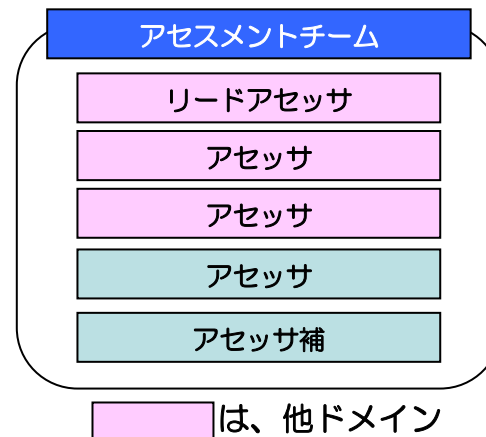 アセスメントチーム
リードアセッサ
アセッサ
アセッサ
アセッサ
アセッサ補
は、他ドメイン